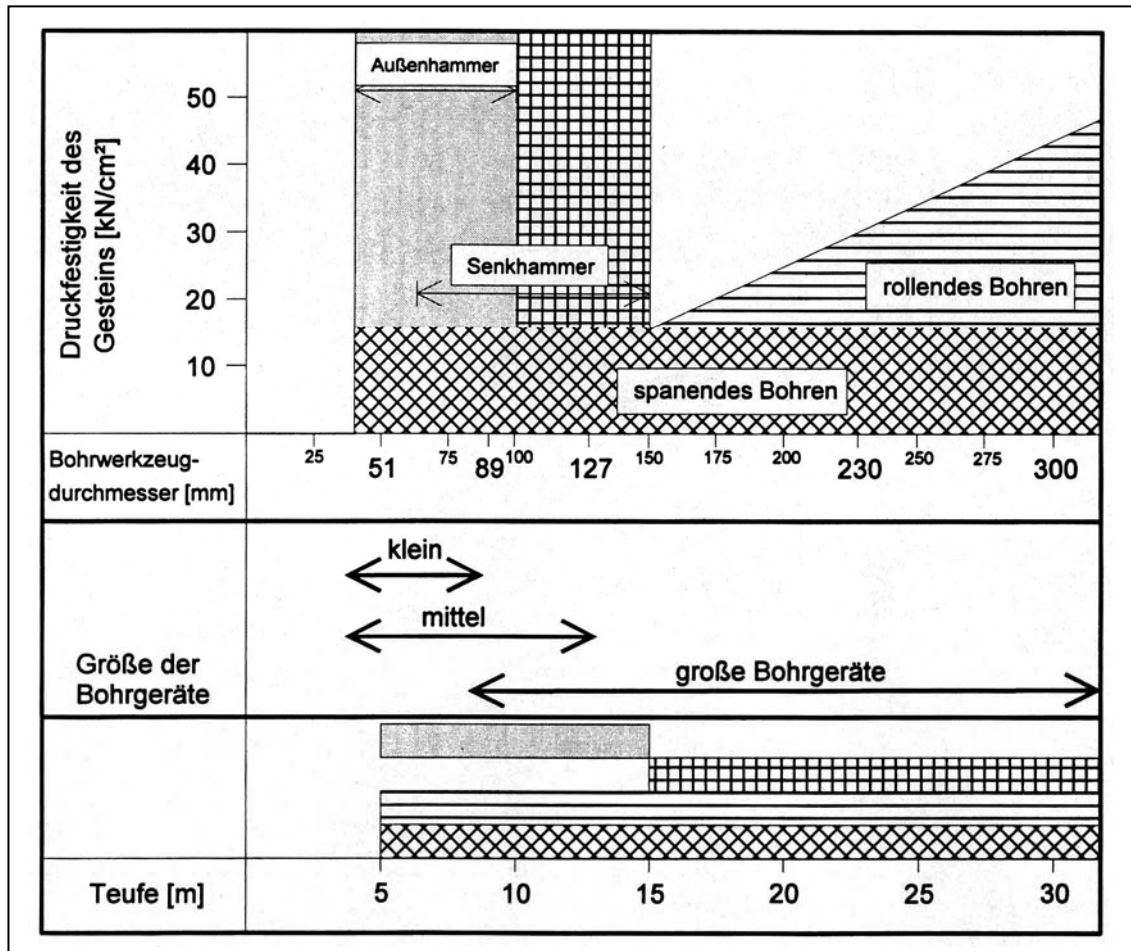 Druckfestigkeit des
Gesteins [kN/cm²]
50
40
30
20
10
Außenhammer
Senkhammer
rollendes Bohren
spanendes Bohren
Bohrwerkzeug-
durchmesser [mm]
25 51 75 89 100 127 150 175 200 230 250 275 300
klein
mittel
große Bohrgeräte
Größe der
Bohrgeräte
Teufe [m] 5 10 15 20 25 30